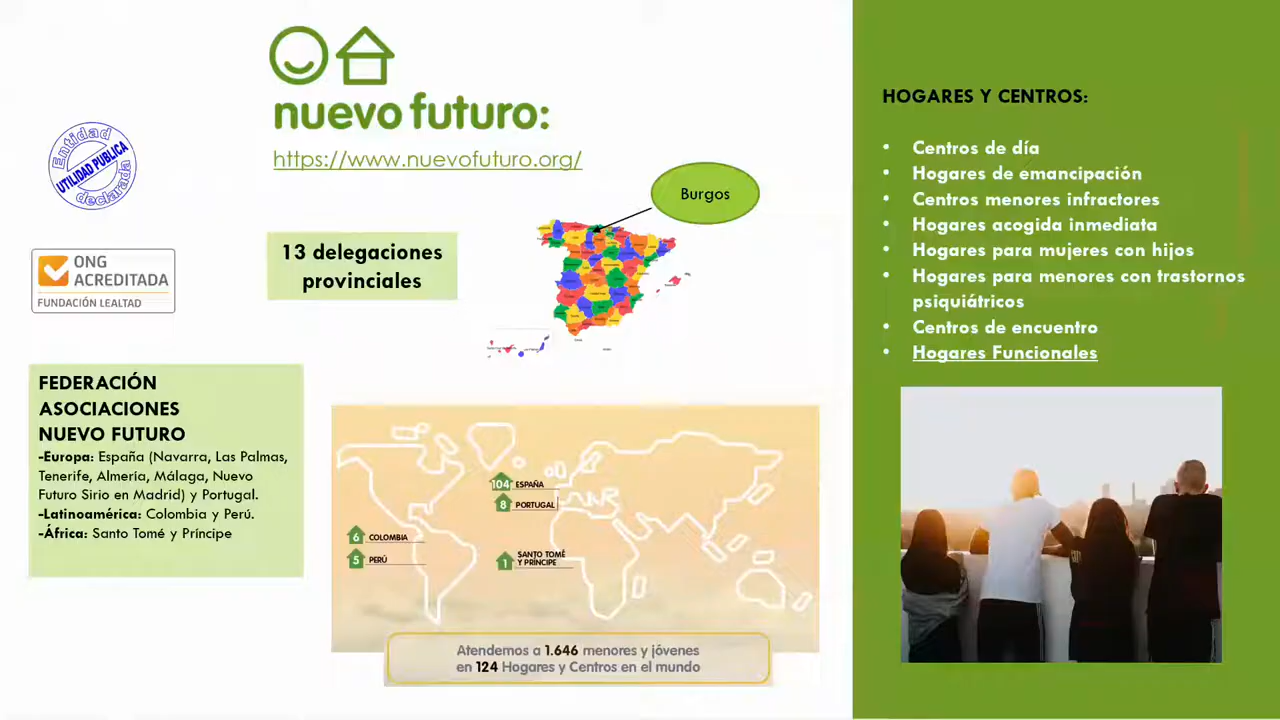 nuevo futuro:
https://www.nuevofuturo.org/
Entidad
UTILIDAD PUBLICA
declarada
ONG
ACREDITADA
FUNDACIÓN LEALTAD
13 delegaciones
provinciales
Burgos
FEDERACIÓN
ASOCIACIONES
NUEVO FUTURO
-Europa: España (Navarra, Las Palmas,
Tenerife, Almería, Málaga, Nuevo
Futuro Sirio en Madrid) y Portugal.
-Latinoamérica: Colombia y Perú.
-África: Santo Tomé y Príncipe
104 ESPAÑA
8 PORTUGAL
6 COLOMBIA
5 PERÚ
1 SANTO TOMÉ
Y PRÍNCIPE
Atendemos a 1.646 menores y jóvenes
en 124 Hogares y Centros en el mundo
HOGARES Y CENTROS:
• Centros de día
• Hogares de emancipación
• Centros menores infractores
• Hogares acogida inmediata
• Hogares para mujeres con hijos
• Hogares para menores con trastornos
psiquiátricos
• Centros de encuentro
• Hogares Funcionales